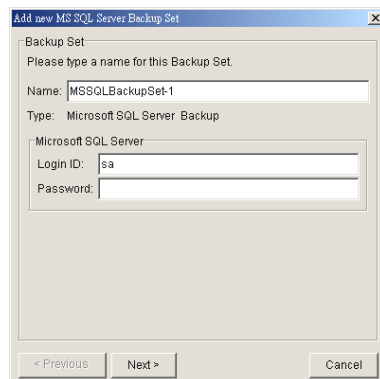 Add new MS SQL Server Backup Set
Backup Set
Please type a name for this Backup Set.
Name: MSSQLBackupSet-1
Type: Microsoft SQL Server Backup
Microsoft SQL Server
Login ID: sa
Password:
< Previous Next > Cancel